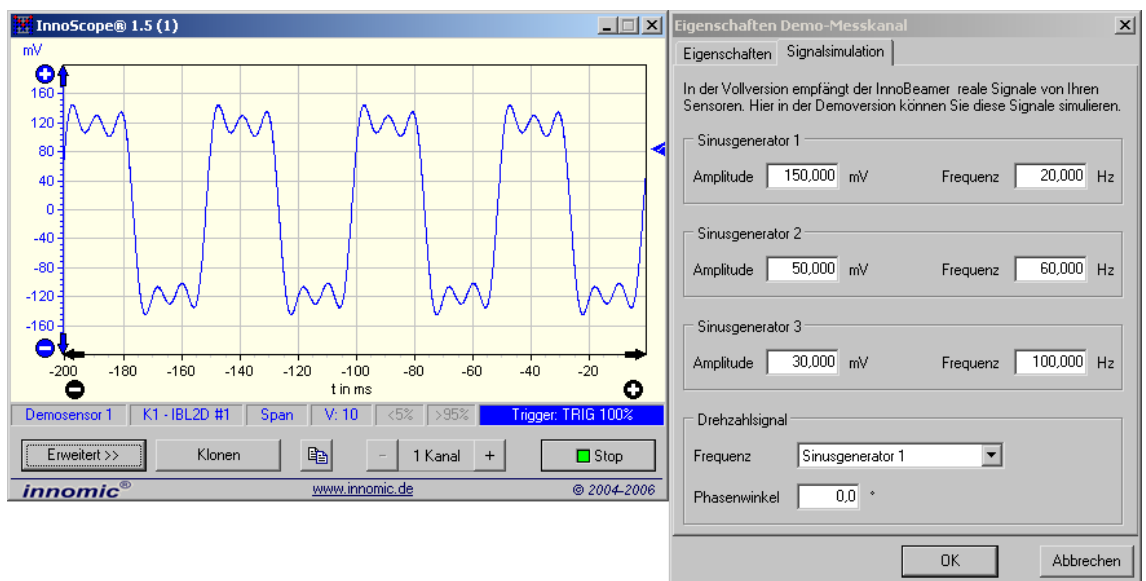 InnoScope® 1.5 (1)
mV
160
120
80
40
0
-40
-80
-120
-160
-200 -180 -160 -140 -120 -100 -80 -60 -40 -20
t in ms
Demosensor 1 K1 - IBL2D #1 Span V: 10 <5% >95% Trigger: TRIG 100%
Erweitert >> Klonen - 1 Kanal + Stop
innomic® www.innomic.de © 2004-2006
Eigenschaften Demo-Messkanal
Eigenschaften Signalsimulation
In der Vollversion empfängt der InnoBeamer reale Signale von Ihren
Sensoren. Hier in der Demoversion können Sie diese Signale simulieren.
Sinusgenerator 1
Amplitude 150,000 mV Frequenz 20,000 Hz
Sinusgenerator 2
Amplitude 50,000 mV Frequenz 60,000 Hz
Sinusgenerator 3
Amplitude 30,000 mV Frequenz 100,000 Hz
Drehzahlsignal
Frequenz Sinusgenerator 1
Phasenwinkel 0,0 °
OK Abbrechen